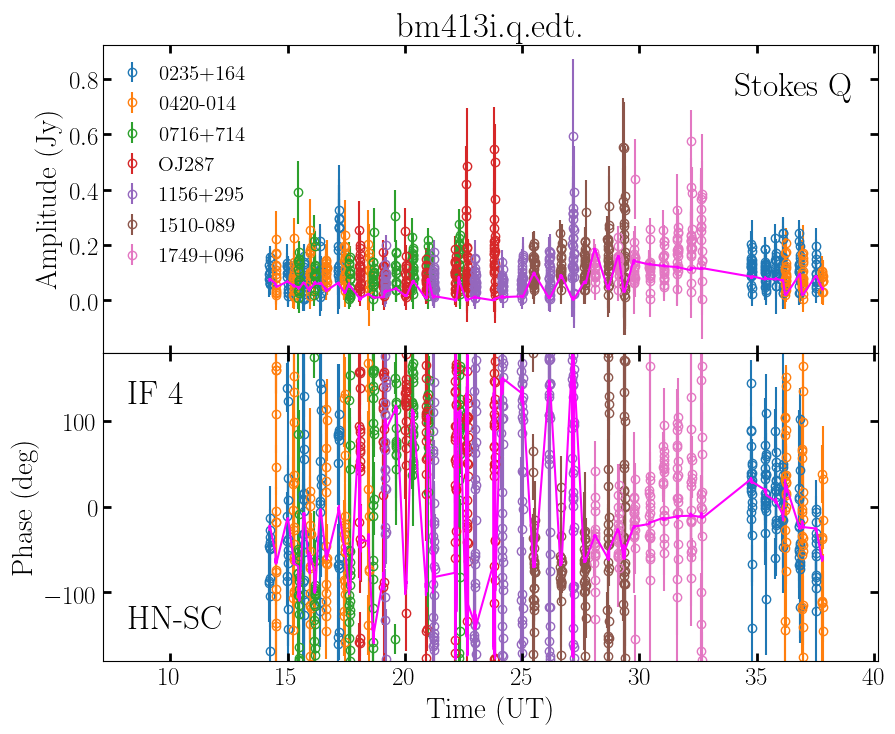 bm413i.q.edt.
Stokes Q
0235+164
0420-014
0716+714
OJ287
1156+295
1510-089
1749+096
Amplitude (Jy)
0.8
0.6
0.4
0.2
0.0
IF 4
HN-SC
Phase (deg)
100
0
−100
10 15 20 25 30 35 40
Time (UT)